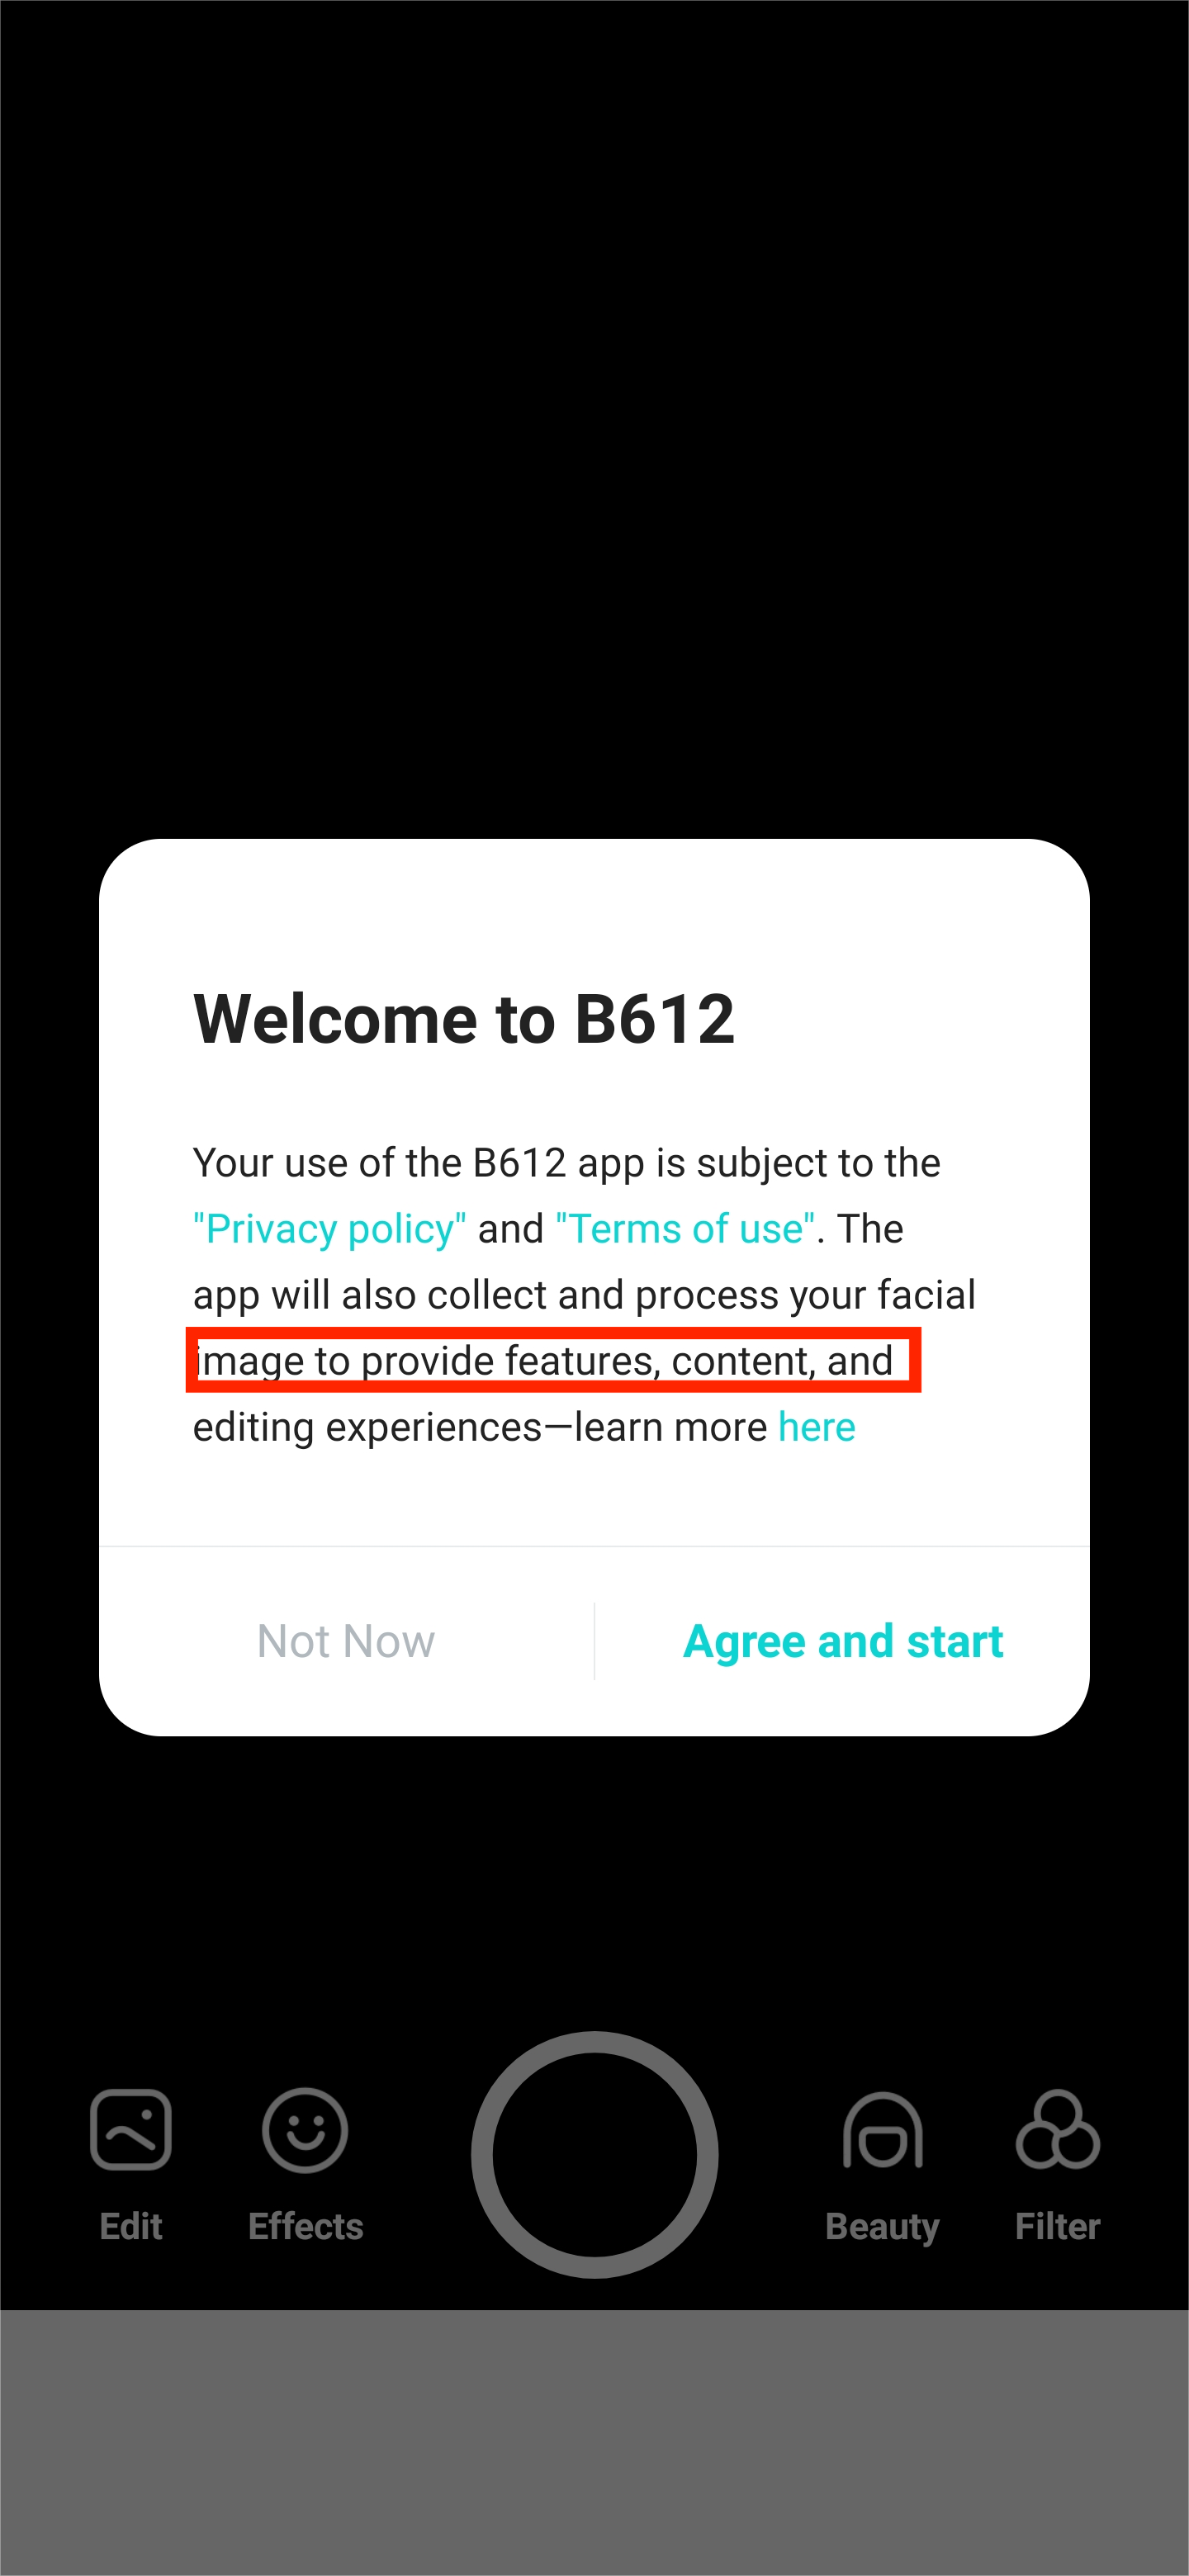 Welcome to B612
Your use of the B612 app is subject to the
"Privacy policy" and "Terms of use". The
app will also collect and process your facial
image to provide features, content, and
editing experiences—learn more here
Not Now
Agree and start
Edit
Effects
Beauty
Filter